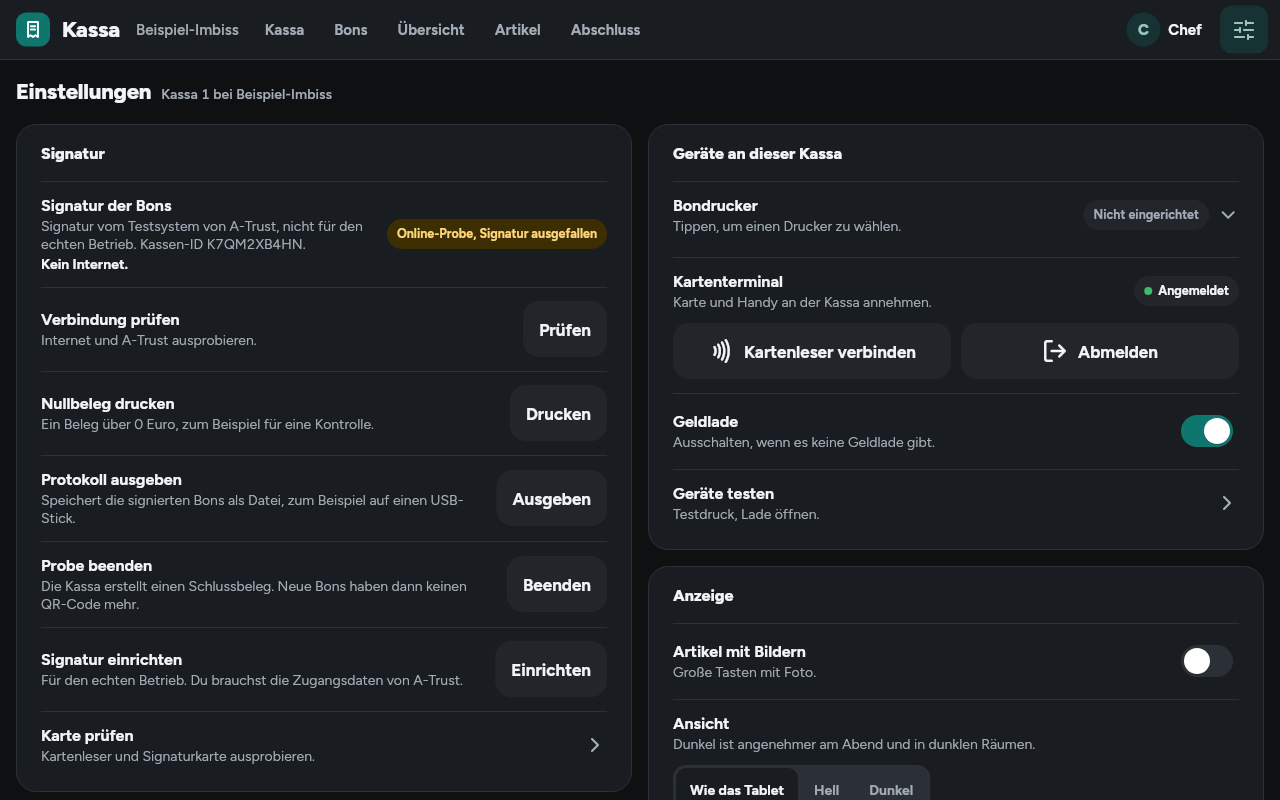 Kassa Beispiel-Imbiss Kassa Bons Übersicht Artikel Abschluss C Chef
Einstellungen Kassa 1 bei Beispiel-Imbiss
Signatur
Signatur der Bons
Signatur vom Testsystem von A-Trust, nicht für den
echten Betrieb. Kassen-ID K7QM2XB4HN.
Kein Internet.
Online-Probe, Signatur ausgefallen
Verbindung prüfen
Internet und A-Trust ausprobieren.
Prüfen
Nullbeleg drucken
Ein Beleg über 0 Euro, zum Beispiel für eine Kontrolle.
Drucken
Protokoll ausgeben
Speichert die signierten Bons als Datei, zum Beispiel auf einen USB-
Stick.
Ausgeben
Probe beenden
Die Kassa erstellt einen Schlussbeleg. Neue Bons haben dann keinen
QR-Code mehr.
Beenden
Signatur einrichten
Für den echten Betrieb. Du brauchst die Zugangsdaten von A-Trust.
Einrichten
Karte prüfen
Kartenleser und Signaturkarte ausprobieren.
Geräte an dieser Kassa
Bondrucker
Tippen, um einen Drucker zu wählen.
Nicht eingerichtet
Kartenterminal
Karte und Handy an der Kassa annehmen.
Angemeldet
Kartenleser verbinden
Abmelden
Geldlade
Ausschalten, wenn es keine Geldlade gibt.
Geräte testen
Testdruck, Lade öffnen.
Anzeige
Artikel mit Bildern
Große Tasten mit Foto.
Ansicht
Dunkel ist angenehmer am Abend und in dunklen Räumen.
Wie das Tablet Hell Dunkel